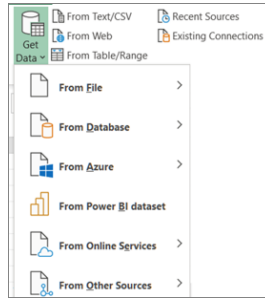 Get
Data
From Text/CSV
From Web
From Table/Range
Recent Sources
Existing Connections
From File
From Database
From Azure
From Power BI dataset
From Online Services
From Other Sources